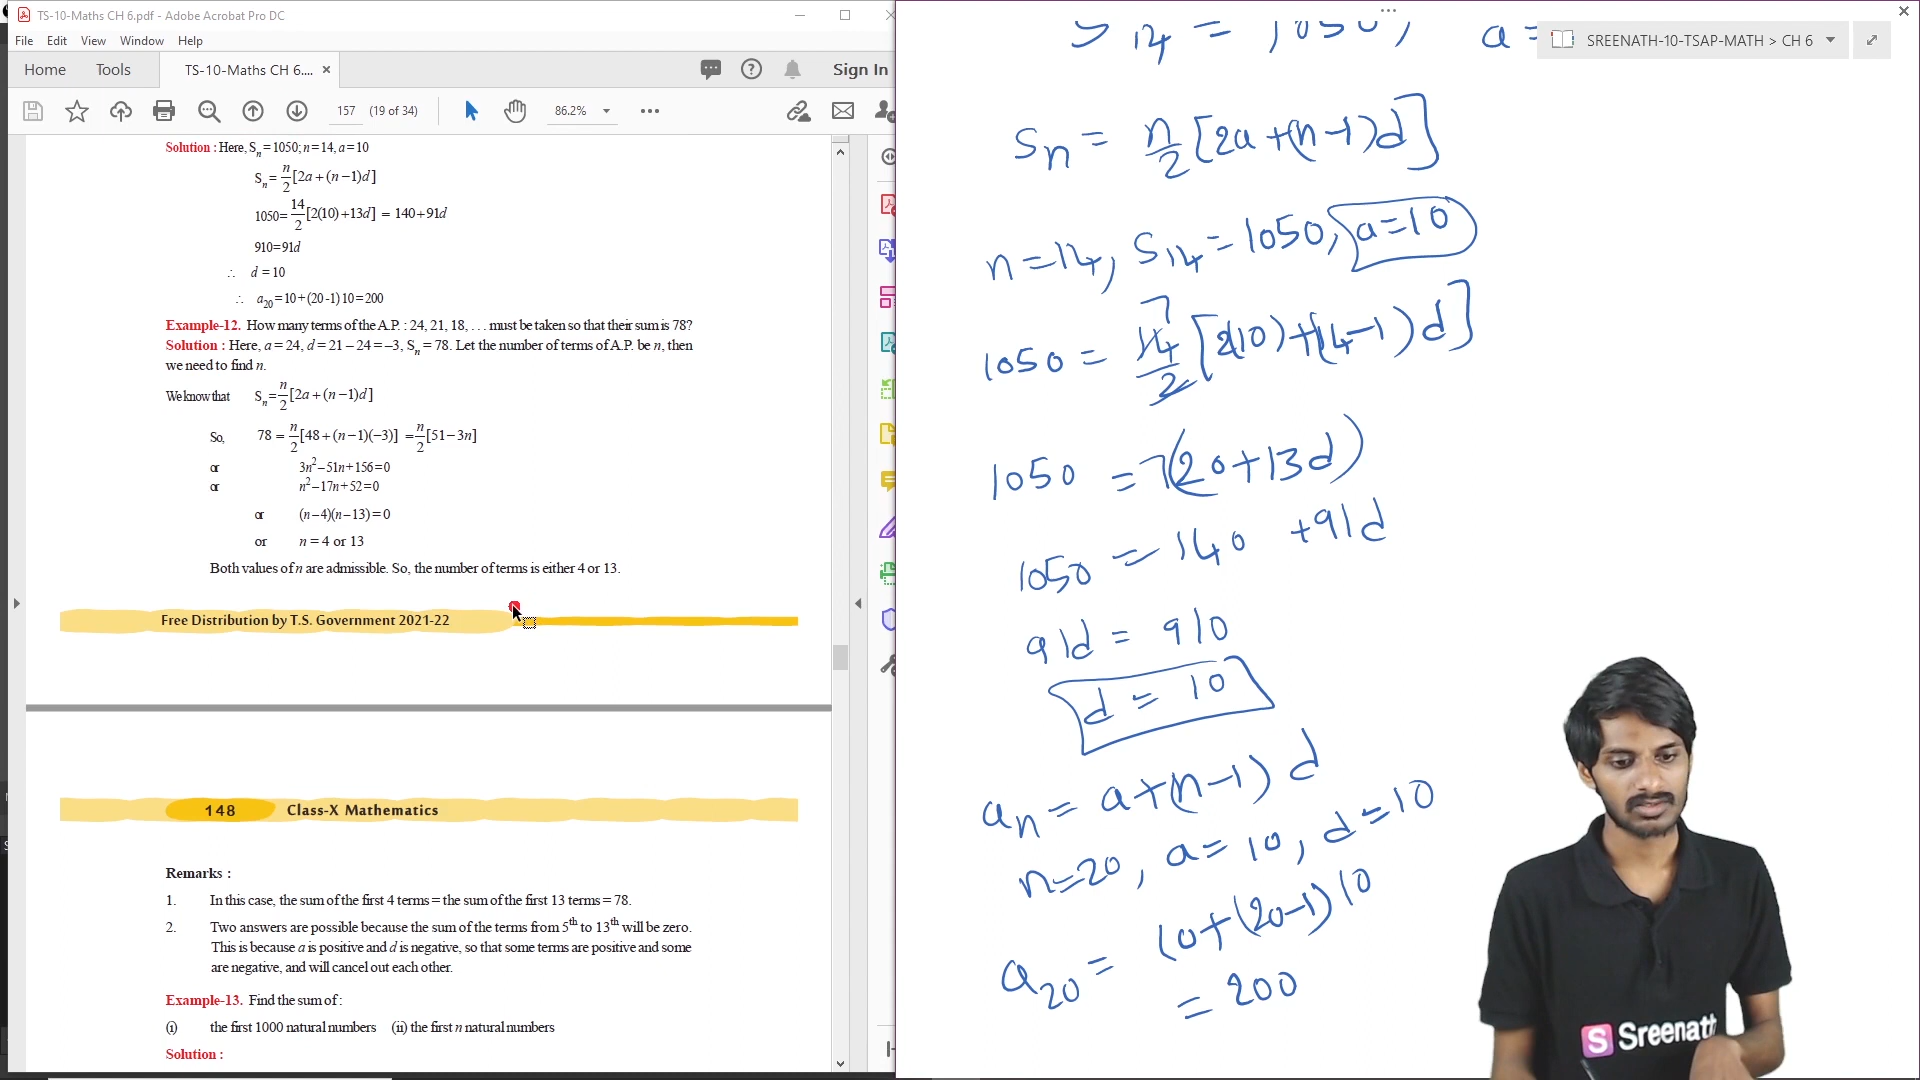 TS-10-Maths CH 6.pdf - Adobe Acrobat Pro DC
File Edit View Window Help
Home Tools TS-10-Maths CH 6.... × Sign In
157 (19 of 34) 86.2%
Solution : Here, Sn = 1050; n = 14, a = 10
Sn = n/2 [2a + (n − 1)d]
1050 = 14/2 [2(10) + 13d] = 140 + 91d
910 = 91d
∴ d = 10
∴ a20 = 10 + (20 -1) 10 = 200
Example-12. How many terms of the A.P. : 24, 21, 18, . . . must be taken so that their sum is 78?
Solution : Here, a = 24, d = 21 – 24 = –3, Sn = 78. Let the number of terms of A.P. be n, then
we need to find n.
We know that Sn = n/2 [2a + (n − 1)d]
So, 78 = n/2 [48 + (n − 1)(−3)] = n/2 [51 − 3n]
or 3n² – 51n + 156 = 0
or n² – 17n + 52 = 0
or (n – 4)(n – 13) = 0
or n = 4 or 13
Both values of n are admissible. So, the number of terms is either 4 or 13.
Free Distribution by T.S. Government 2021-22
148 Class-X Mathematics
Remarks :
1. In this case, the sum of the first 4 terms = the sum of the first 13 terms = 78.
2. Two answers are possible because the sum of the terms from 5th to 13th will be zero.
This is because a is positive and d is negative, so that some terms are positive and some
are negative, and will cancel out each other.
Example-13. Find the sum of :
(i) the first 1000 natural numbers (ii) the first n natural numbers
Solution :
SREENATH-10-TSAP-MATH > CH 6
S14 = 1050, a =
Sn = n/2 [2a + (n-1)d]
n = 14, S14 = 1050, a = 10
7
1050 = 14/2 [2(10) + (14-1)d]
1050 = 7(20 + 13d)
1050 = 140 + 91d
91d = 910
d = 10
an = a + (n-1) d
n = 20, a = 10, d = 10
a20 = 10 + (20-1) 10
= 200
S Sreenath